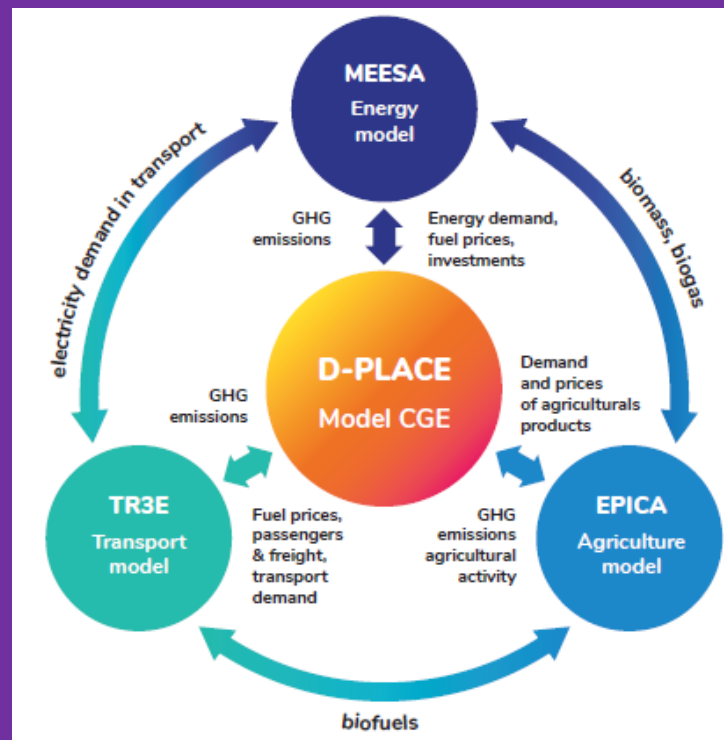 MEESA
Energy
model
electricity demand in transport
biomass, biogas
GHG
emissions
Energy demand,
fuel prices,
investments
D-PLACE
Model CGE
GHG
emissions
Demand
and prices
of agriculturals
products
TR3E
Transport
model
Fuel prices,
passengers
& freight,
transport
demand
GHG
emissions
agricultural
activity
EPICA
Agriculture
model
biofuels